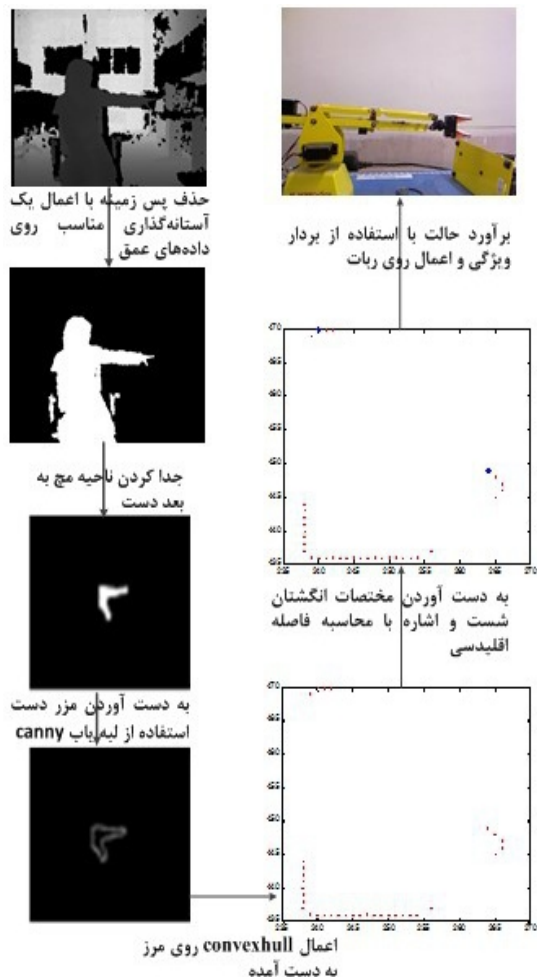 حذف پس زمینه با اعمال یک
آستانه‌گذاری مناسب روی
داده‌های عمق
جدا کردن ناحیه مچ به
بعد دست
به دست آوردن مزر دست
استفاده از لبه یاب canny
اعمال convexhull روی مرز
به دست آمده
به دست آوردن مختصات انگشتان
شست و اشاره با محاسبه فاصله
اقلیدسی
برآورد حالت با استفاده از بردار
ویژگی و اعمال روی ربات